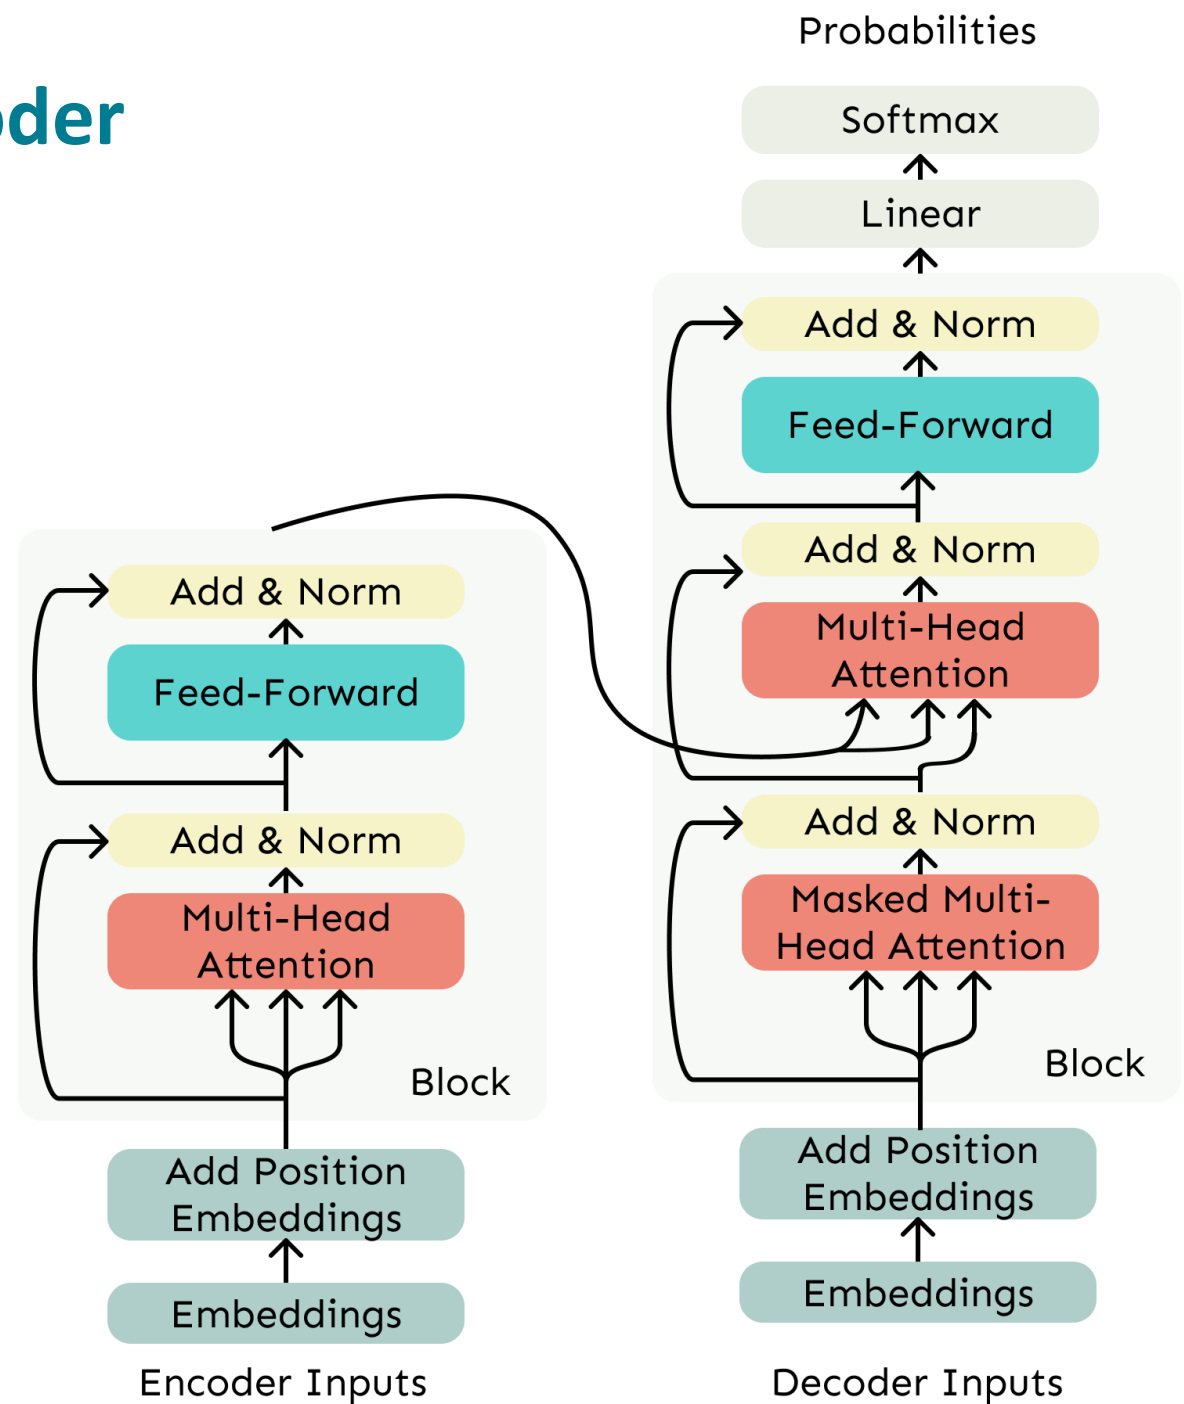 oder
Probabilities
Softmax
Linear
Add & Norm
Feed-Forward
Add & Norm
Multi-Head
Attention
Add & Norm
Masked Multi-
Head Attention
Block
Add Position
Embeddings
Embeddings
Decoder Inputs
Add & Norm
Feed-Forward
Add & Norm
Multi-Head
Attention
Block
Add Position
Embeddings
Embeddings
Encoder Inputs